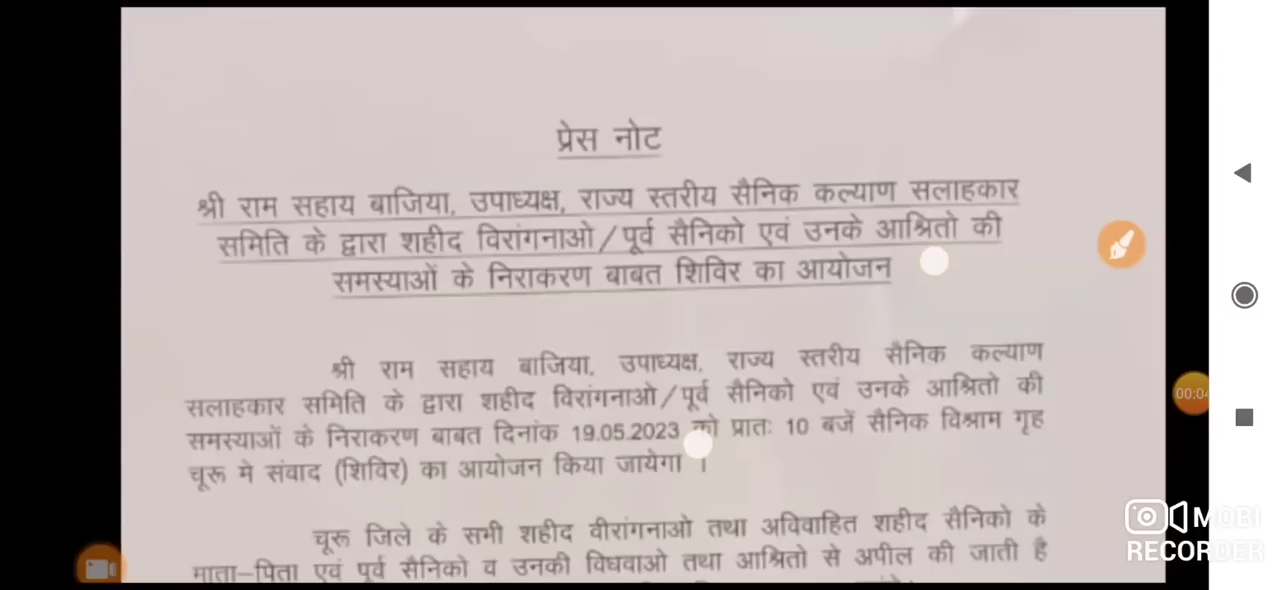 प्रेस नोट
श्री राम सहाय बाजिया, उपाध्यक्ष, राज्य स्तरीय सैनिक कल्याण सलाहकार
समिति के द्वारा शहीद विरांगनाओ/पूर्व सैनिको एवं उनके आश्रितो की
समस्याओं के निराकरण बाबत शिविर का आयोजन
श्री राम सहाय बाजिया, उपाध्यक्ष, राज्य स्तरीय सैनिक कल्याण
सलाहकार समिति के द्वारा शहीद विरांगनाओ/पूर्व सैनिको एवं उनके आश्रितो की
समस्याओं के निराकरण बाबत दिनांक 19.05.2023 को प्रातः 10 बजें सैनिक विश्राम गृह
चूरू मे संवाद (शिविर) का आयोजन किया जायेगा ।
चूरू जिले के सभी शहीद वीरांगनाओ तथा अविवाहित शहीद सैनिको के
माता-पिता एवं पूर्व सैनिको व उनकी विधवाओ तथा आश्रितो से अपील की जाती है
00:04
MOBI
RECORDER